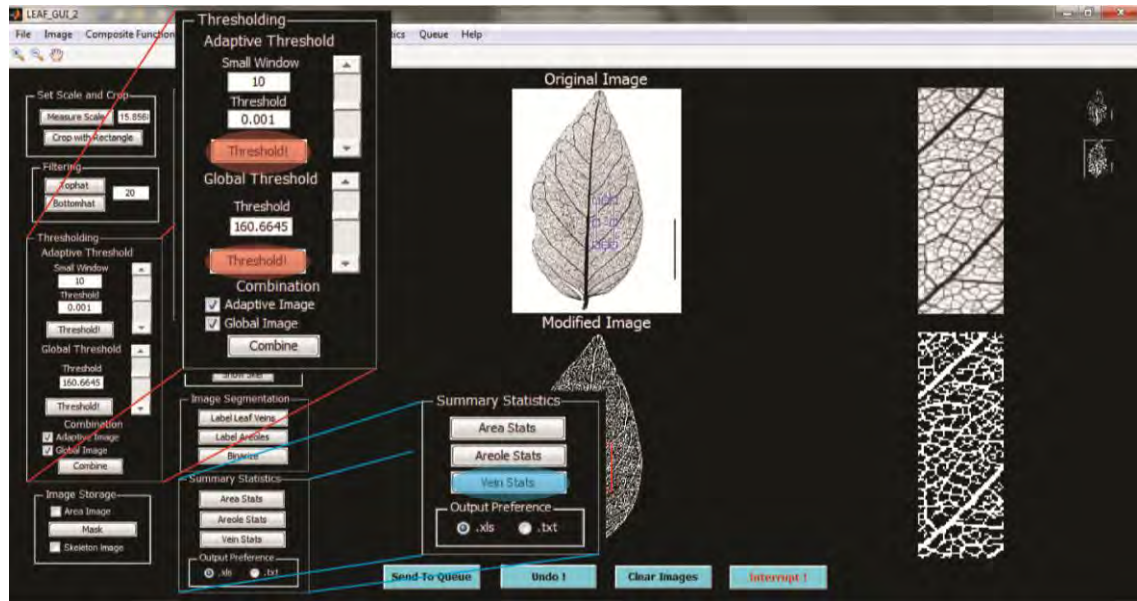 LEAF_GUI_2
File Image Composite Function
Queue Help
Set Scale and Crop
Measure Scale
Crop with Rectangle
Filtering
Tophat
20
Bottomhat
Thresholding
Adaptive Threshold
Small Window
10
Threshold
0.001
Threshold!
Global Threshold
Threshold
160.6645
Threshold!
Combination
Adaptive Image
Global Image
Combine
Image Storage
Area Image
Mask
Skeleton Image
Thresholding
Adaptive Threshold
Small Window
10
Threshold
0.001
Threshold!
Global Threshold
Threshold
160.6645
Threshold!
Combination
Adaptive Image
Global Image
Combine
Image Segmentation
Label Leaf Veins
Label Areoles
Binarize
Summary Statistics
Area Stats
Areole Stats
Vein Stats
Output Preference
.xls .txt
Summary Statistics
Area Stats
Areole Stats
Vein Stats
Output Preference
.xls .txt
Original Image
Modified Image
Send To Queue
Undo !
Clear Images
Interrupt !